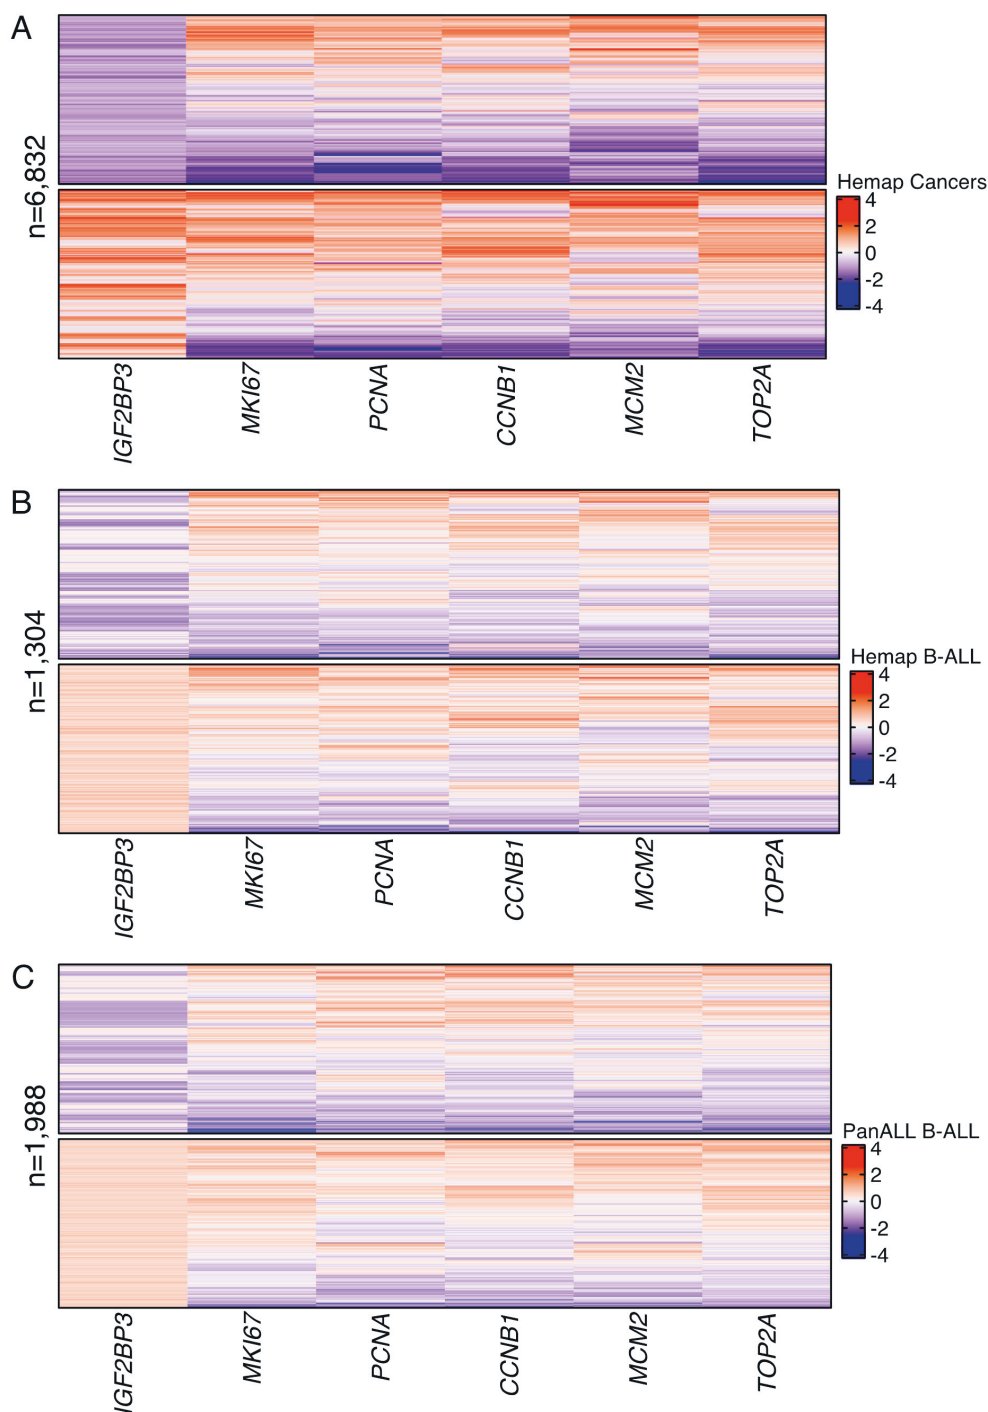 A
n=6,832
Hemap Cancers
4
2
0
-2
-4
IGF2BP3 MKI67 PCNA CCNB1 MCM2 TOP2A
B
n=1,304
Hemap B-ALL
4
2
0
-2
-4
IGF2BP3 MKI67 PCNA CCNB1 MCM2 TOP2A
C
n=1,988
PanALL B-ALL
4
2
0
-2
-4
IGF2BP3 MKI67 PCNA CCNB1 MCM2 TOP2A